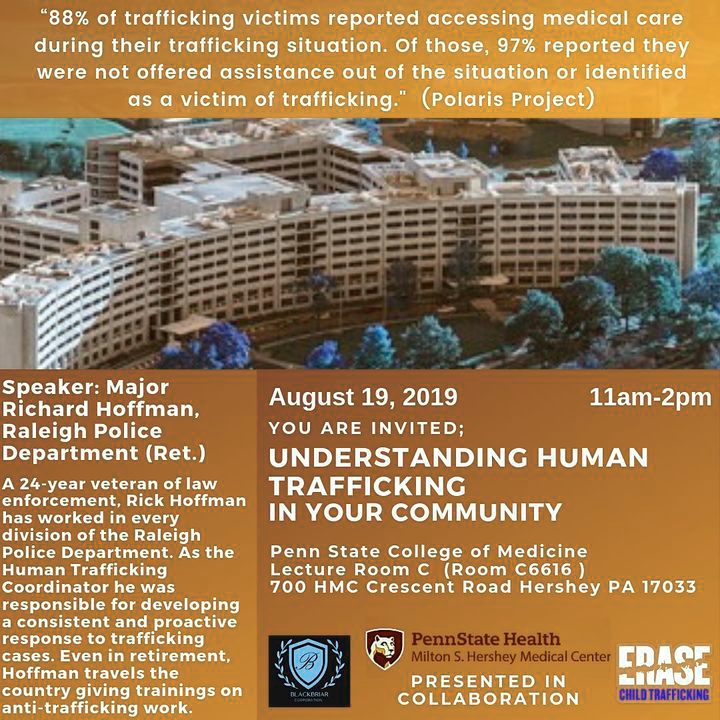 “88% of trafficking victims reported accessing medical care
during their trafficking situation. Of those, 97% reported they
were not offered assistance out of the situation or identified
as a victim of trafficking." (Polaris Project)
Speaker: Major
Richard Hoffman,
Raleigh Police
Department (Ret.)
A 24-year veteran of law
enforcement, Rick Hoffman
has worked in every
division of the Raleigh
Police Department. As the
Human Trafficking
Coordinator he was
responsible for developing
a consistent and proactive
response to trafficking
cases. Even in retirement,
Hoffman travels the
country giving trainings on
anti-trafficking work.
August 19, 2019 11am-2pm
YOU ARE INVITED;
UNDERSTANDING HUMAN
TRAFFICKING
IN YOUR COMMUNITY
Penn State College of Medicine
Lecture Room C (Room C6616 )
700 HMC Crescent Road Hershey PA 17033
B
BLACKBRIAR
CORPORATION
PennState Health
Milton S. Hershey Medical Center
PRESENTED IN
COLLABORATION
ERASE
CHILD TRAFFICKING